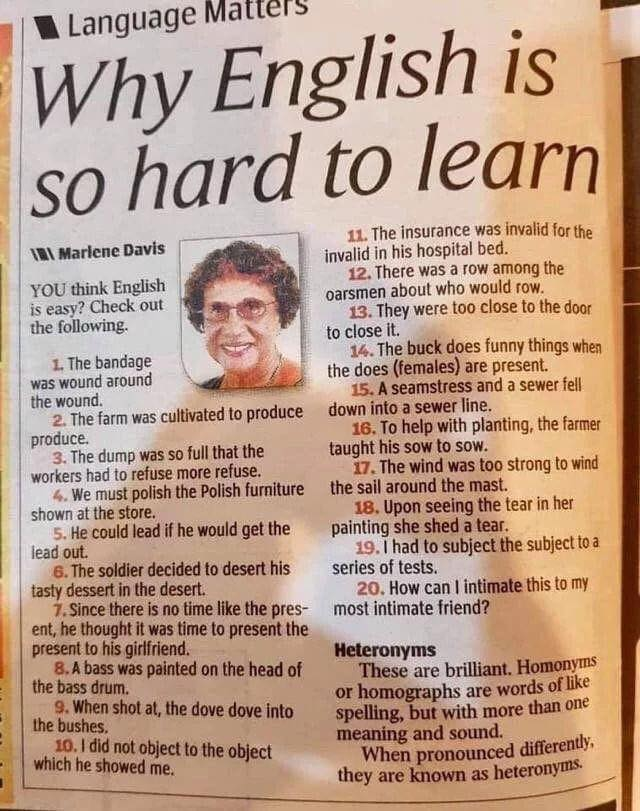 Language Matters
Why English is
so hard to learn
Marlene Davis
YOU think English
is easy? Check out
the following.
1. The bandage
was wound around
the wound.
2. The farm was cultivated to produce
produce.
3. The dump was so full that the
workers had to refuse more refuse.
4. We must polish the Polish furniture
shown at the store.
5. He could lead if he would get the
lead out.
6. The soldier decided to desert his
tasty dessert in the desert.
7. Since there is no time like the pres-
ent, he thought it was time to present the
present to his girlfriend.
8. A bass was painted on the head of
the bass drum.
9. When shot at, the dove dove into
the bushes.
10. I did not object to the object
which he showed me.
11. The insurance was invalid for the
invalid in his hospital bed.
12. There was a row among the
oarsmen about who would row.
13. They were too close to the door
to close it.
14. The buck does funny things when
the does (females) are present.
15. A seamstress and a sewer fell
down into a sewer line.
16. To help with planting, the farmer
taught his sow to sow.
17. The wind was too strong to wind
the sail around the mast.
18. Upon seeing the tear in her
painting she shed a tear.
19. I had to subject the subject to a
series of tests.
20. How can I intimate this to my
most intimate friend?
Heteronyms
These are brilliant. Homonyms
or homographs are words of like
spelling, but with more than one
meaning and sound.
When pronounced differently,
they are known as heteronyms.